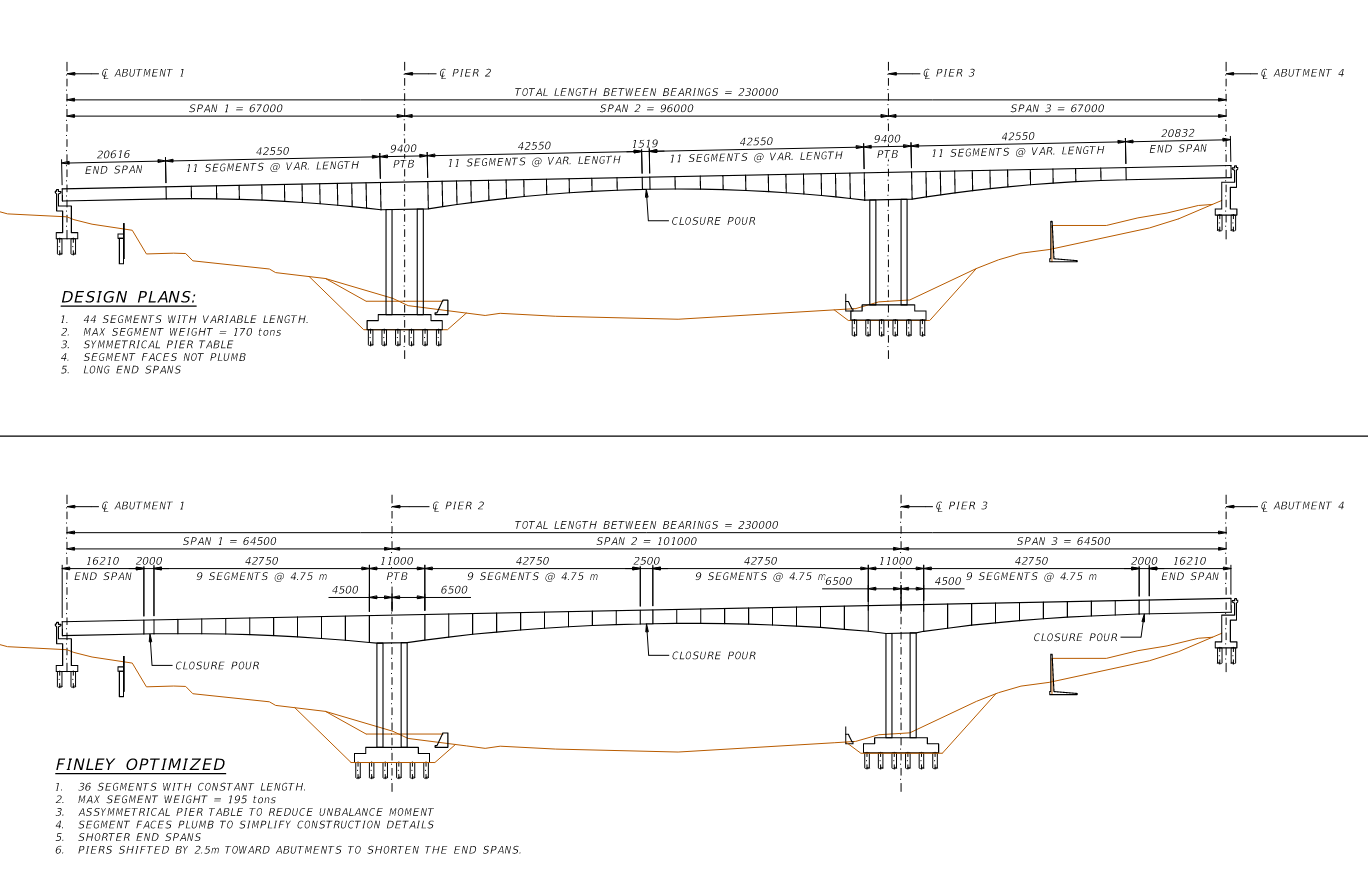 ℄ ABUTMENT 1
℄ PIER 2
℄ PIER 3
℄ ABUTMENT 4
TOTAL LENGTH BETWEEN BEARINGS = 230000
SPAN 1 = 67000
SPAN 2 = 96000
SPAN 3 = 67000
20616
42550
9400
42550
1519
42550
9400
42550
20832
END SPAN
11 SEGMENTS @ VAR. LENGTH
PTB
11 SEGMENTS @ VAR. LENGTH
11 SEGMENTS @ VAR. LENGTH
PTB
11 SEGMENTS @ VAR. LENGTH
END SPAN
CLOSURE POUR
DESIGN PLANS:
1. 44 SEGMENTS WITH VARIABLE LENGTH.
2. MAX SEGMENT WEIGHT = 170 tons
3. SYMMETRICAL PIER TABLE
4. SEGMENT FACES NOT PLUMB
5. LONG END SPANS
℄ ABUTMENT 1
℄ PIER 2
℄ PIER 3
℄ ABUTMENT 4
TOTAL LENGTH BETWEEN BEARINGS = 230000
SPAN 1 = 64500
SPAN 2 = 101000
SPAN 3 = 64500
16210
2000
42750
11000
42750
2500
42750
11000
42750
2000
16210
END SPAN
9 SEGMENTS @ 4.75 m
PTB
9 SEGMENTS @ 4.75 m
9 SEGMENTS @ 4.75 m
9 SEGMENTS @ 4.75 m
END SPAN
4500
6500
6500
4500
CLOSURE POUR
CLOSURE POUR
CLOSURE POUR
FINLEY OPTIMIZED
1. 36 SEGMENTS WITH CONSTANT LENGTH.
2. MAX SEGMENT WEIGHT = 195 tons
3. ASSYMMETRICAL PIER TABLE TO REDUCE UNBALANCE MOMENT
4. SEGMENT FACES PLUMB TO SIMPLIFY CONSTRUCTION DETAILS
5. SHORTER END SPANS
6. PIERS SHIFTED BY 2.5m TOWARD ABUTMENTS TO SHORTEN THE END SPANS.